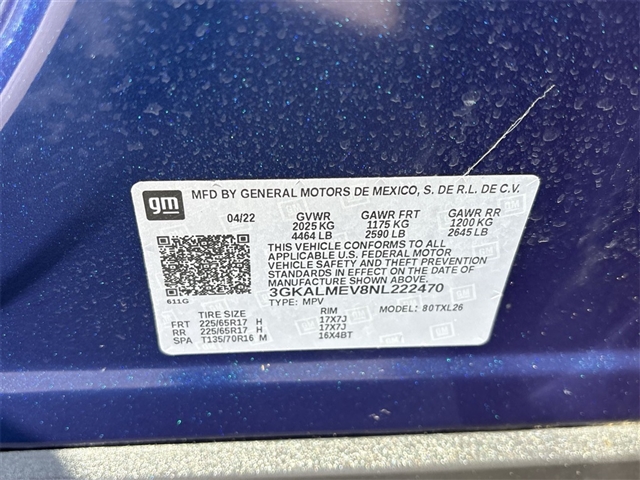 gm
MFD BY GENERAL MOTORS DE MEXICO, S. DE R.L. DE C.V.
04/22 GVWR GAWR FRT GAWR RR
2025 KG 1175 KG 1200 KG
4464 LB 2590 LB 2645 LB
THIS VEHICLE CONFORMS TO ALL
APPLICABLE U.S. FEDERAL MOTOR
VEHICLE SAFETY AND THEFT PREVENTION
STANDARDS IN EFFECT ON THE DATE OF
MANUFACTURE SHOWN ABOVE.
3GKALMEV8NL222470
611G
TYPE: MPV
TIRE SIZE RIM MODEL: 80TXL26
FRT 225/65R17 H 17X7J
RR 225/65R17 H 17X7J
SPA T135/70R16 M 16X4BT